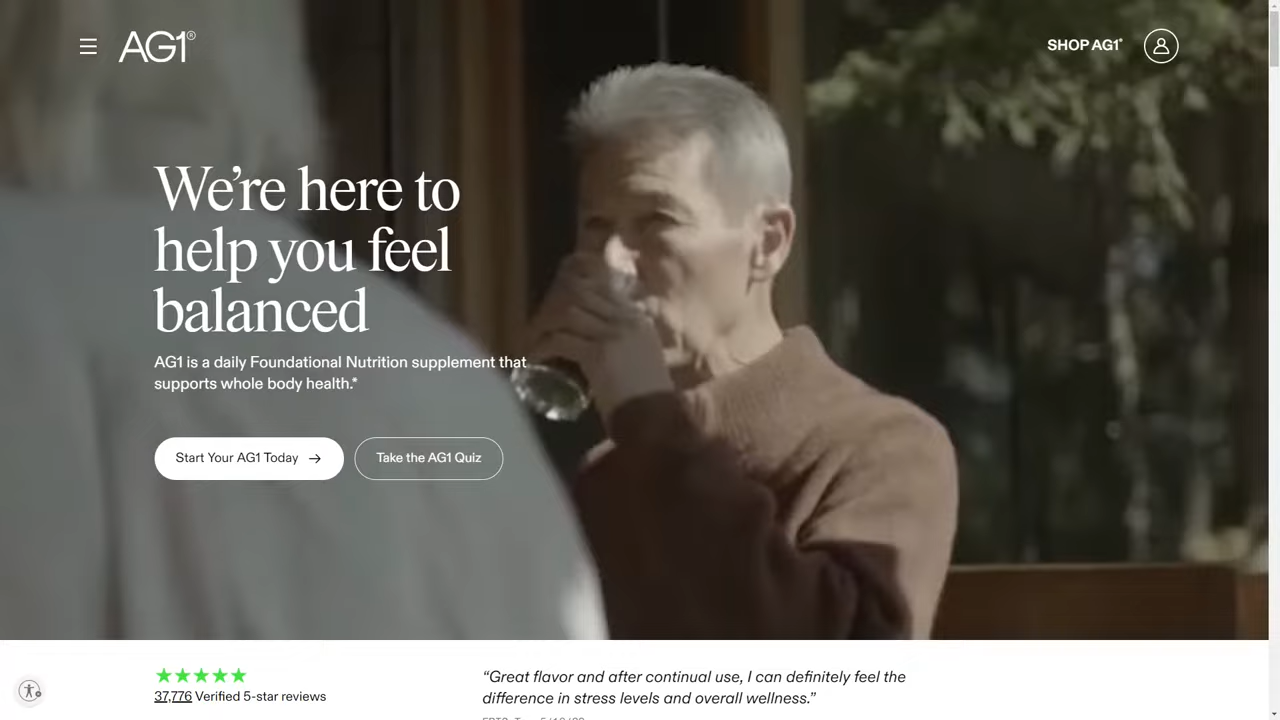 AG1®
SHOP AG1®
We're here to
help you feel
balanced
AG1 is a daily Foundational Nutrition supplement that
supports whole body health.*
Start Your AG1 Today →
Take the AG1 Quiz
37,776 Verified 5-star reviews
“Great flavor and after continual use, I can definitely feel the
difference in stress levels and overall wellness.”